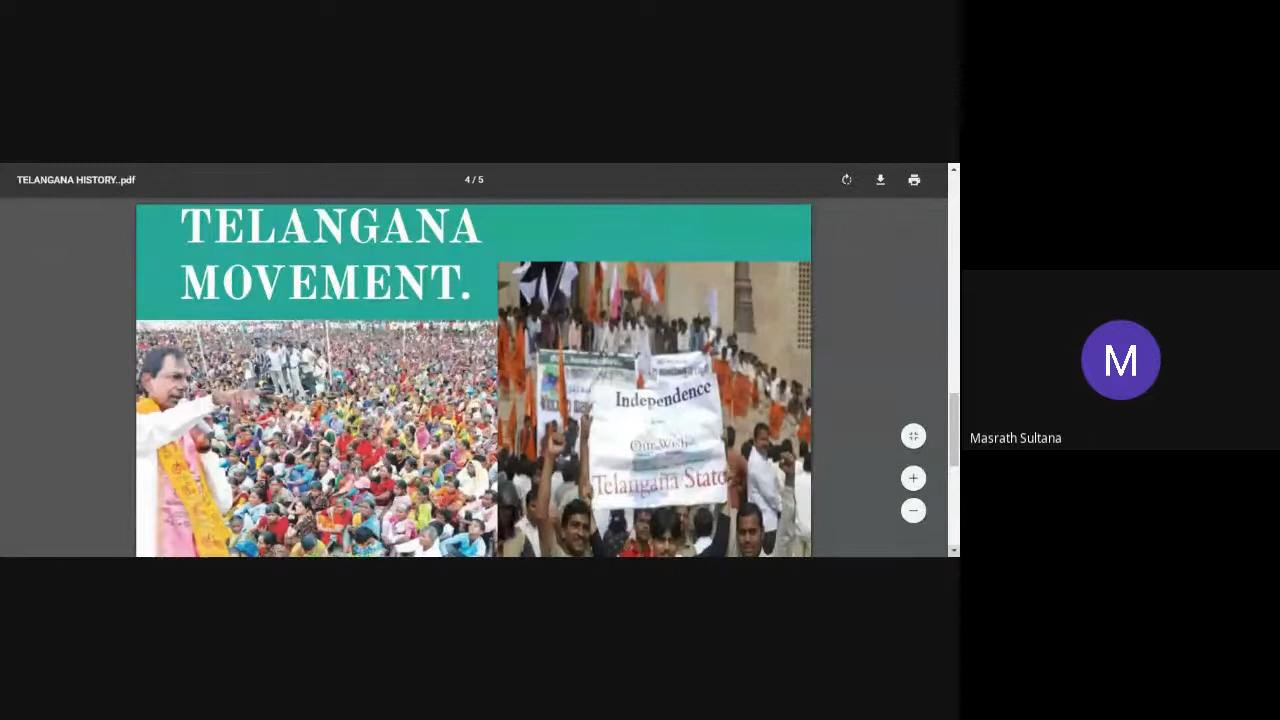 TELANGANA HISTORY..pdf
4 / 5
TELANGANA
MOVEMENT.
Independence
Our Wish
Telangana State
M
Masrath Sultana